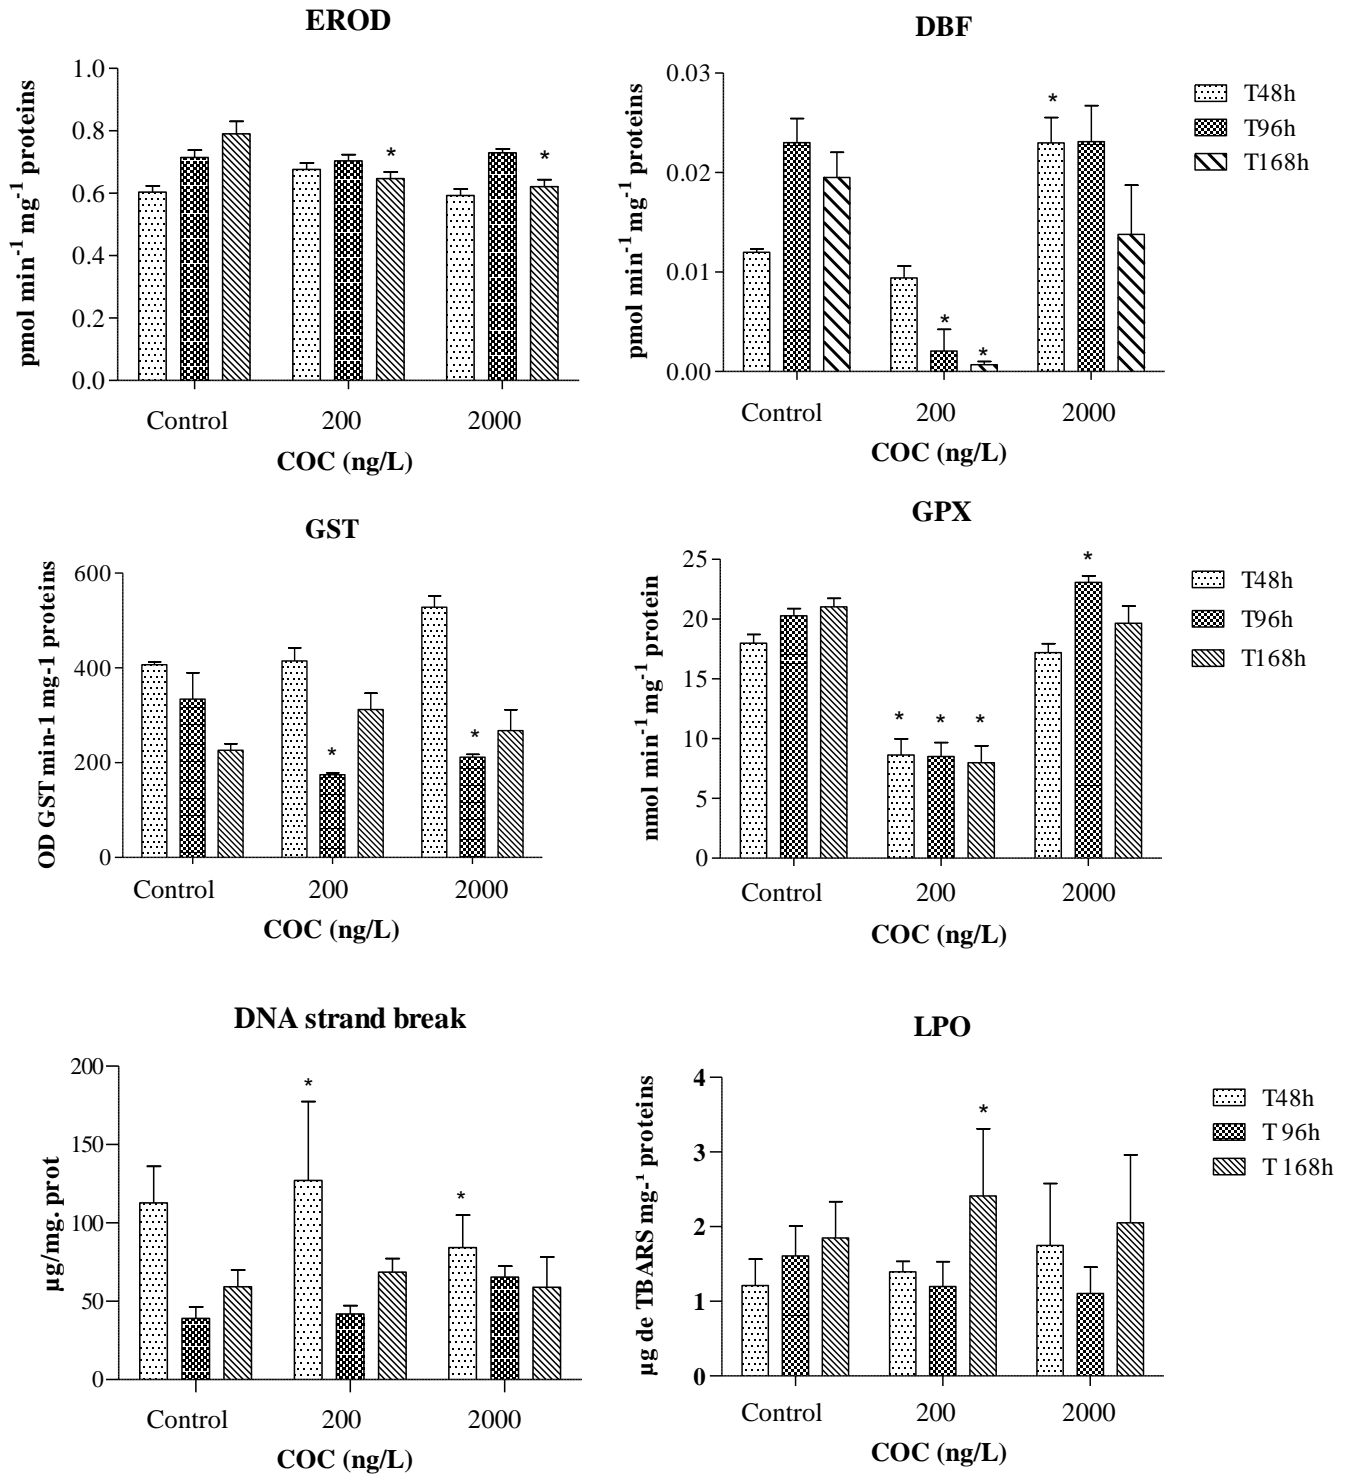 EROD
pmol min-1 mg-1 proteins
1.0
0.8
0.6
0.4
0.2
0.0
*
*
Control 200 2000
COC (ng/L)
DBF
pmol min-1 mg-1 proteins
0.03
0.02
0.01
0.00
*
*
*
Control 200 2000
COC (ng/L)
T48h
T96h
T168h
GST
OD GST min-1 mg-1 proteins
600
400
200
0
*
*
Control 200 2000
COC (ng/L)
GPX
nmol min-1 mg-1 protein
25
20
15
10
5
0
* * *
*
Control 200 2000
COC (ng/L)
T48h
T96h
T168h
DNA strand break
µg/mg. prot
200
150
100
50
0
*
*
Control 200 2000
COC (ng/L)
LPO
µg de TBARS mg-¹ proteins
4
3
2
1
0
*
Control 200 2000
COC (ng/L)
T48h
T 96h
T 168h